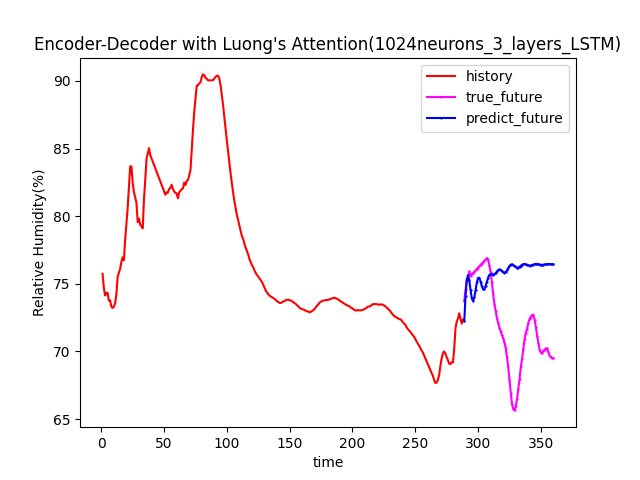 Encoder-Decoder with Luong's Attention(1024neurons_3_layers_LSTM)
history
true_future
predict_future
Relative Humidity(%)
90
85
80
75
70
65
0 50 100 150 200 250 300 350
time